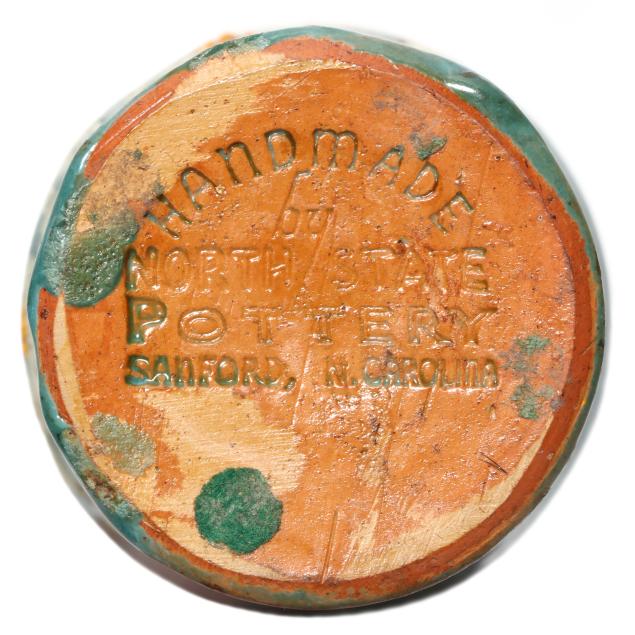 HANDMADE
by
NORTH STATE
POTTERY
SANFORD, N. CAROLINA